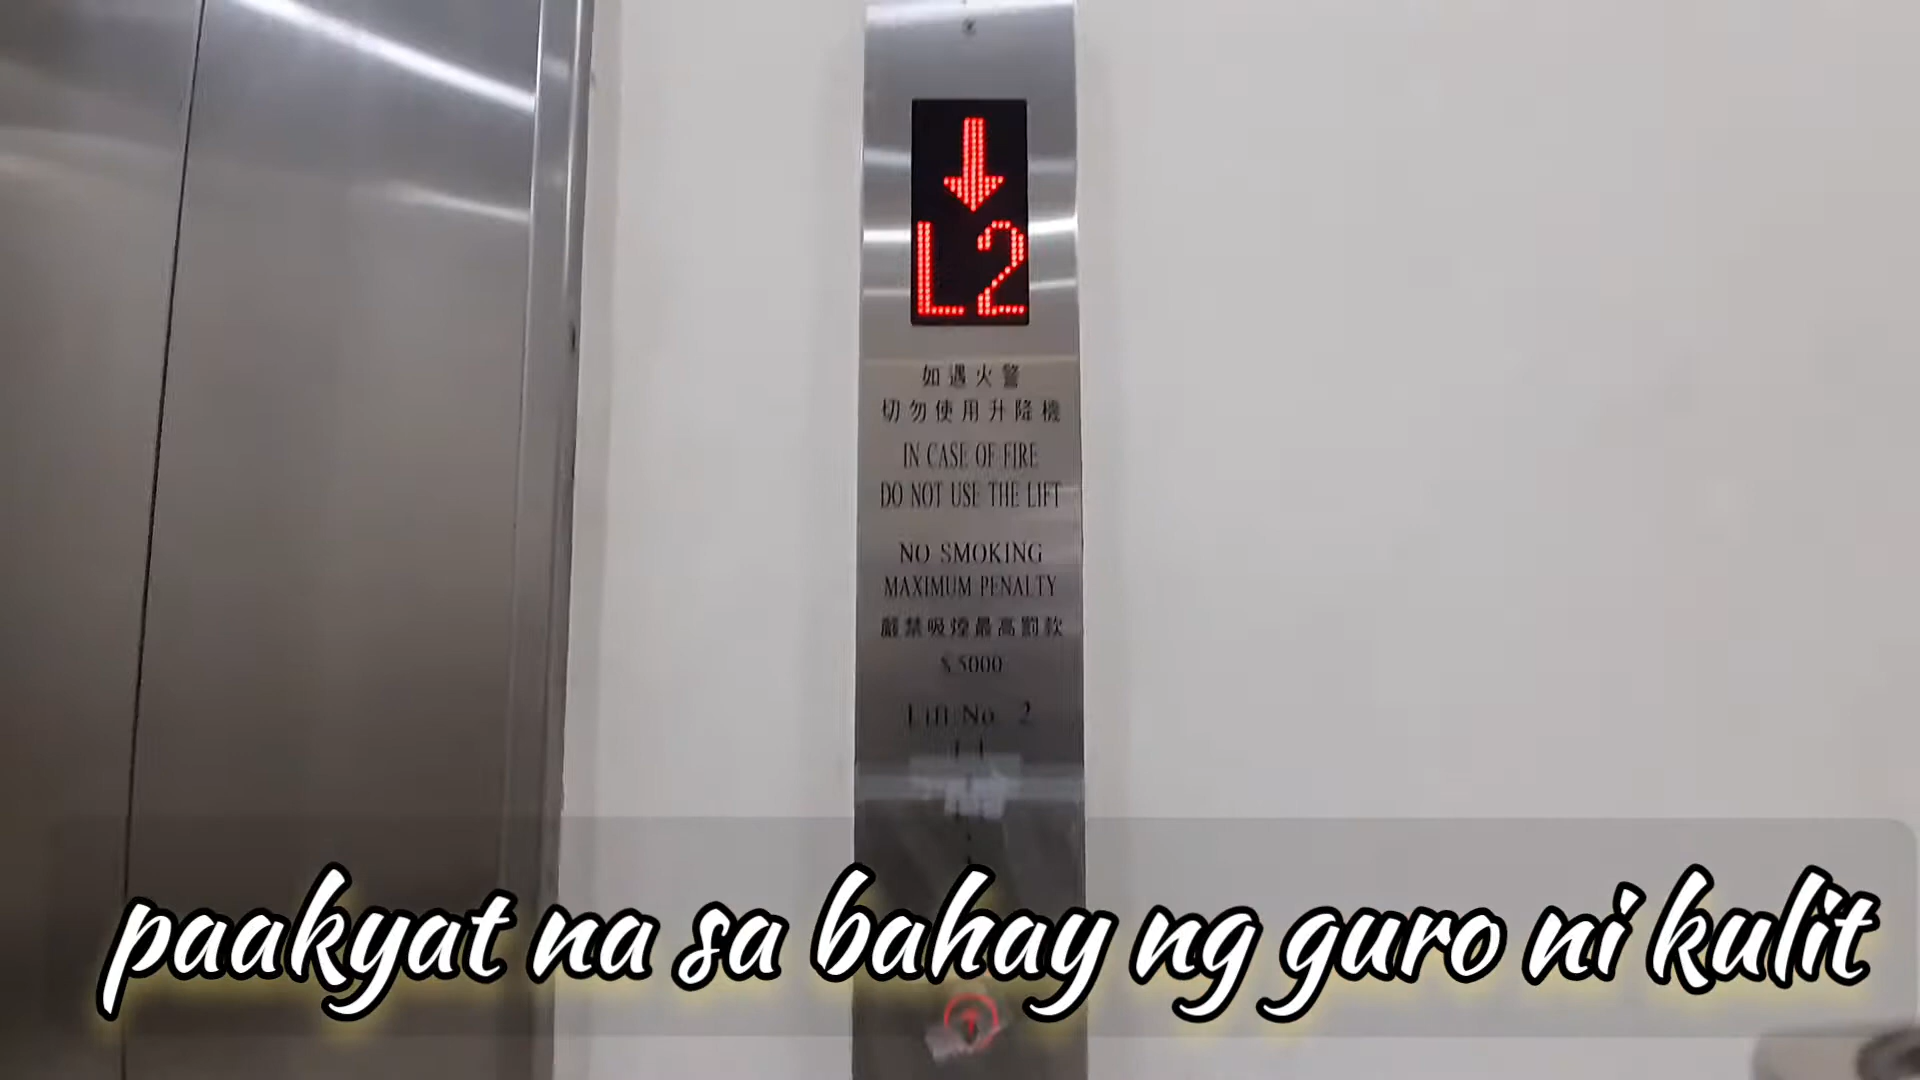 L2
如遇火警
切勿使用升降機
IN CASE OF FIRE
DO NOT USE THE LIFT
NO SMOKING
MAXIMUM PENALTY
嚴禁吸煙最高罰款
$5000
Lift No. 2
paakyat na sa bahay ng guro ni kulit